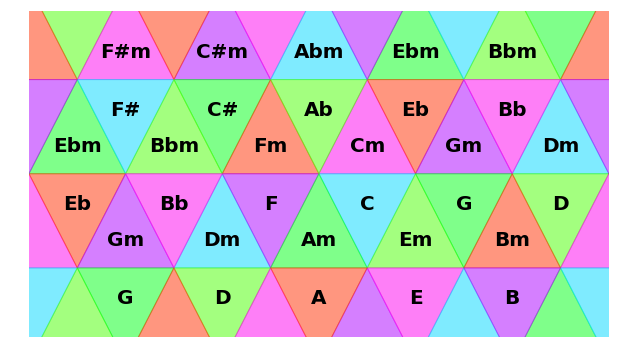 F#m C#m Abm Ebm Bbm
F# C# Ab Eb Bb
Ebm Bbm Fm Cm Gm Dm
Eb Bb F C G D
Gm Dm Am Em Bm
G D A E B